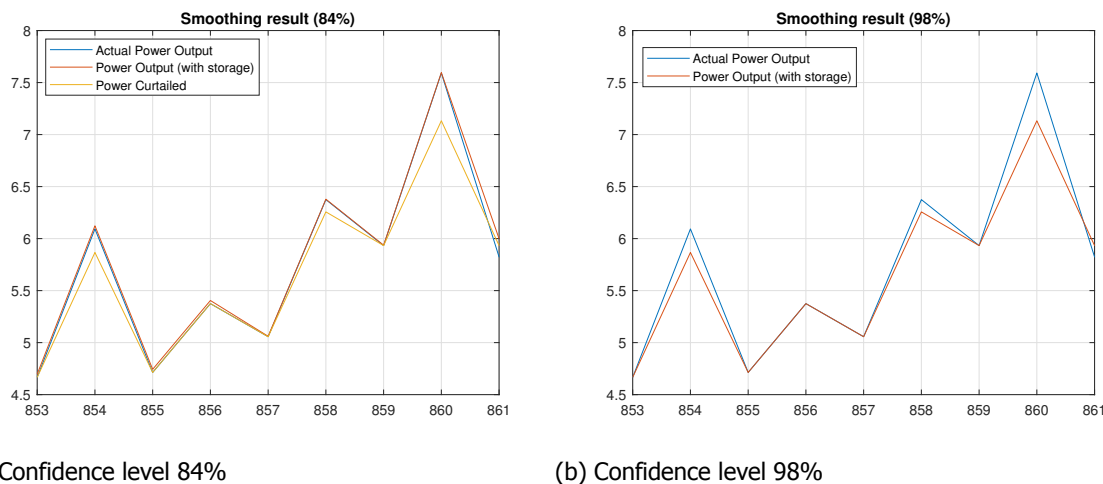 Smoothing result (84%)
8
7.5
7
6.5
6
5.5
5
4.5
853 854 855 856 857 858 859 860 861
Actual Power Output
Power Output (with storage)
Power Curtailed
Confidence level 84%
Smoothing result (98%)
8
7.5
7
6.5
6
5.5
5
4.5
853 854 855 856 857 858 859 860 861
Actual Power Output
Power Output (with storage)
(b) Confidence level 98%